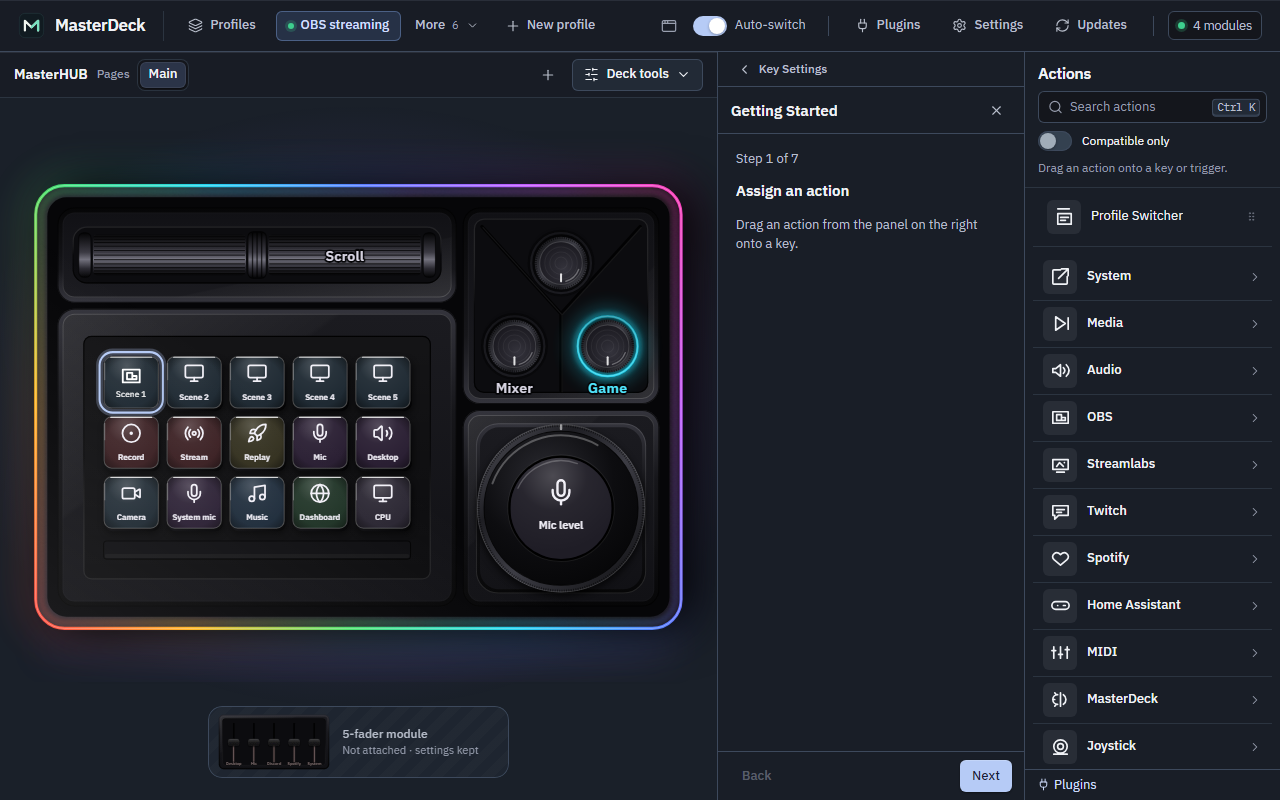 MasterDeck
Profiles
OBS streaming
More 6
New profile
Auto-switch
Plugins
Settings
Updates
4 modules
MasterHUB Pages Main
Deck tools
Scroll
Mixer
Game
Scene 1
Scene 2
Scene 3
Scene 4
Scene 5
Record
Stream
Replay
Mic
Desktop
Camera
System mic
Music
Dashboard
CPU
Mic level
5-fader module
Not attached · settings kept
Key Settings
Getting Started
Step 1 of 7
Assign an action
Drag an action from the panel on the right
onto a key.
Back
Next
Actions
Search actions
Ctrl K
Compatible only
Drag an action onto a key or trigger.
Profile Switcher
System
Media
Audio
OBS
Streamlabs
Twitch
Spotify
Home Assistant
MIDI
MasterDeck
Joystick
Plugins